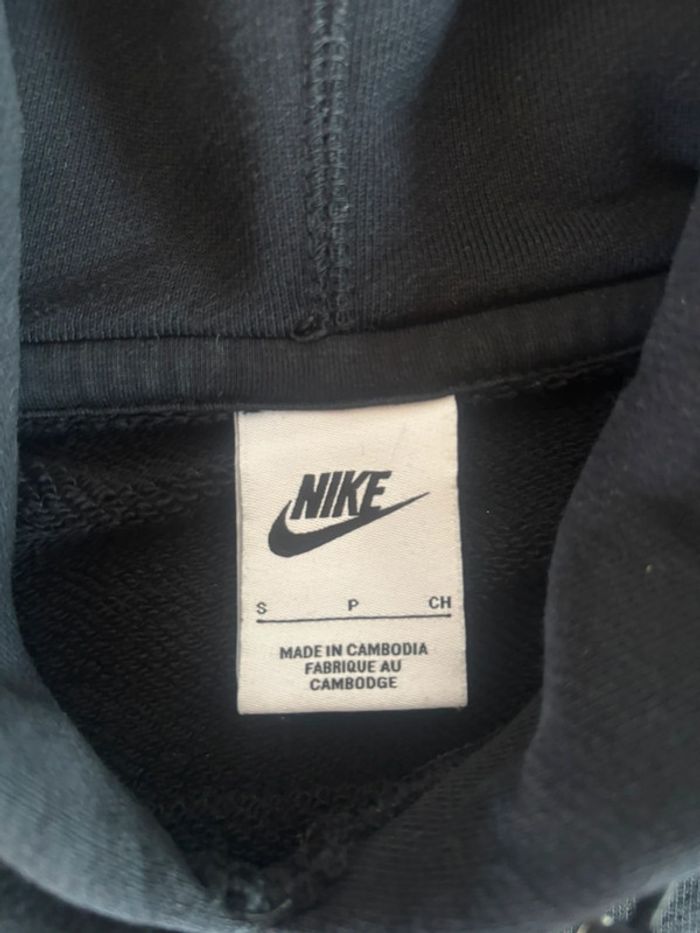 NIKE
S P CH
MADE IN CAMBODIA
FABRIQUE AU
CAMBODGE